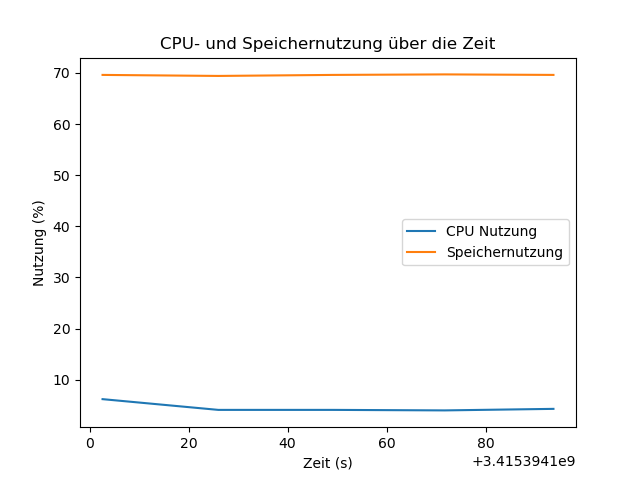 CPU- und Speichernutzung über die Zeit
Nutzung (%)
70
60
50
40
30
20
10
CPU Nutzung
Speichernutzung
0 20 40 60 80
Zeit (s)
+3.4153941e9